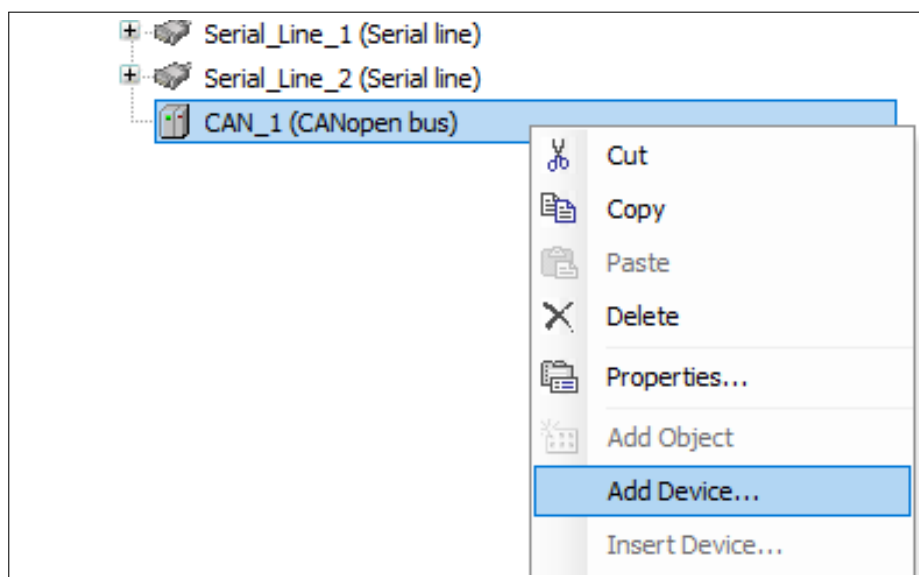 Serial_Line_1 (Serial line)
Serial_Line_2 (Serial line)
CAN_1 (CANopen bus)
Cut
Copy
Paste
Delete
Properties...
Add Object
Add Device...
Insert Device...